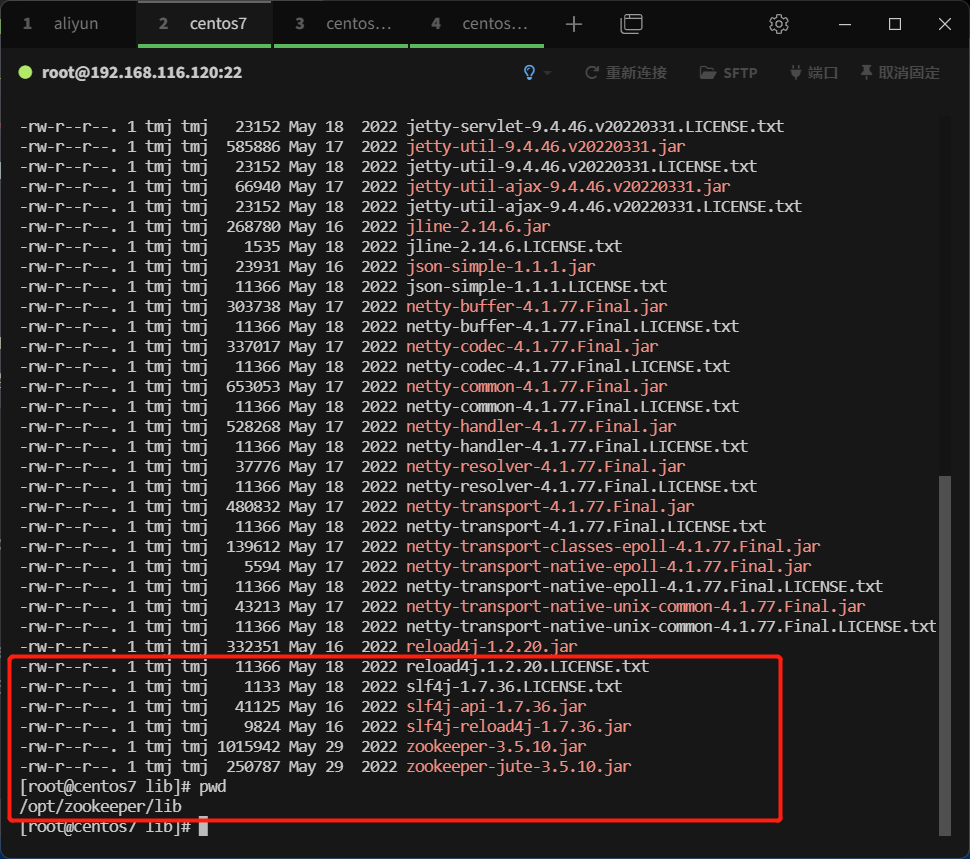 1 aliyun 2 centos7 3 centos... 4 centos...
root@192.168.116.120:22 重新连接 SFTP 端口 取消固定
-rw-r--r--. 1 tmj tmj 23152 May 18 2022 jetty-servlet-9.4.46.v20220331.LICENSE.txt
-rw-r--r--. 1 tmj tmj 585886 May 17 2022 jetty-util-9.4.46.v20220331.jar
-rw-r--r--. 1 tmj tmj 23152 May 18 2022 jetty-util-9.4.46.v20220331.LICENSE.txt
-rw-r--r--. 1 tmj tmj 66940 May 17 2022 jetty-util-ajax-9.4.46.v20220331.jar
-rw-r--r--. 1 tmj tmj 23152 May 18 2022 jetty-util-ajax-9.4.46.v20220331.LICENSE.txt
-rw-r--r--. 1 tmj tmj 268780 May 16 2022 jline-2.14.6.jar
-rw-r--r--. 1 tmj tmj 1535 May 18 2022 jline-2.14.6.LICENSE.txt
-rw-r--r--. 1 tmj tmj 23931 May 16 2022 json-simple-1.1.1.jar
-rw-r--r--. 1 tmj tmj 11366 May 18 2022 json-simple-1.1.1.LICENSE.txt
-rw-r--r--. 1 tmj tmj 303738 May 17 2022 netty-buffer-4.1.77.Final.jar
-rw-r--r--. 1 tmj tmj 11366 May 18 2022 netty-buffer-4.1.77.Final.LICENSE.txt
-rw-r--r--. 1 tmj tmj 337017 May 17 2022 netty-codec-4.1.77.Final.jar
-rw-r--r--. 1 tmj tmj 11366 May 18 2022 netty-codec-4.1.77.Final.LICENSE.txt
-rw-r--r--. 1 tmj tmj 653053 May 17 2022 netty-common-4.1.77.Final.jar
-rw-r--r--. 1 tmj tmj 11366 May 18 2022 netty-common-4.1.77.Final.LICENSE.txt
-rw-r--r--. 1 tmj tmj 528268 May 17 2022 netty-handler-4.1.77.Final.jar
-rw-r--r--. 1 tmj tmj 11366 May 18 2022 netty-handler-4.1.77.Final.LICENSE.txt
-rw-r--r--. 1 tmj tmj 37776 May 17 2022 netty-resolver-4.1.77.Final.jar
-rw-r--r--. 1 tmj tmj 11366 May 18 2022 netty-resolver-4.1.77.Final.LICENSE.txt
-rw-r--r--. 1 tmj tmj 480832 May 17 2022 netty-transport-4.1.77.Final.jar
-rw-r--r--. 1 tmj tmj 11366 May 18 2022 netty-transport-4.1.77.Final.LICENSE.txt
-rw-r--r--. 1 tmj tmj 139612 May 17 2022 netty-transport-classes-epoll-4.1.77.Final.jar
-rw-r--r--. 1 tmj tmj 5594 May 17 2022 netty-transport-native-epoll-4.1.77.Final.jar
-rw-r--r--. 1 tmj tmj 11366 May 18 2022 netty-transport-native-epoll-4.1.77.Final.LICENSE.txt
-rw-r--r--. 1 tmj tmj 43213 May 17 2022 netty-transport-native-unix-common-4.1.77.Final.jar
-rw-r--r--. 1 tmj tmj 11366 May 18 2022 netty-transport-native-unix-common-4.1.77.Final.LICENSE.txt
-rw-r--r--. 1 tmj tmj 332351 May 16 2022 reload4j-1.2.20.jar
-rw-r--r--. 1 tmj tmj 11366 May 18 2022 reload4j.1.2.20.LICENSE.txt
-rw-r--r--. 1 tmj tmj 1133 May 18 2022 slf4j-1.7.36.LICENSE.txt
-rw-r--r--. 1 tmj tmj 41125 May 16 2022 slf4j-api-1.7.36.jar
-rw-r--r--. 1 tmj tmj 9824 May 16 2022 slf4j-reload4j-1.7.36.jar
-rw-r--r--. 1 tmj tmj 1015942 May 29 2022 zookeeper-3.5.10.jar
-rw-r--r--. 1 tmj tmj 250787 May 29 2022 zookeeper-jute-3.5.10.jar
[root@centos7 lib]# pwd
/opt/zookeeper/lib
[root@centos7 lib]#